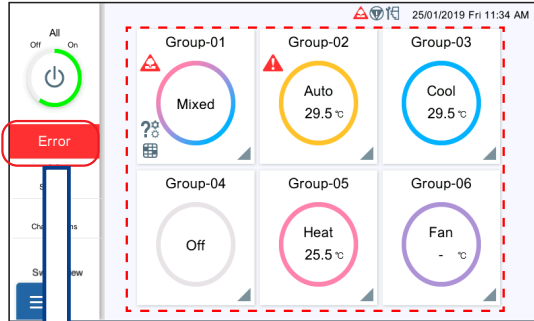 25/01/2019 Fri 11:34 AM
All
Off On
Error
Group-01
Mixed
Group-02
Auto
29.5 ℃
Group-03
Cool
29.5 ℃
Group-04
Off
Group-05
Heat
25.5 ℃
Group-06
Fan
- ℃